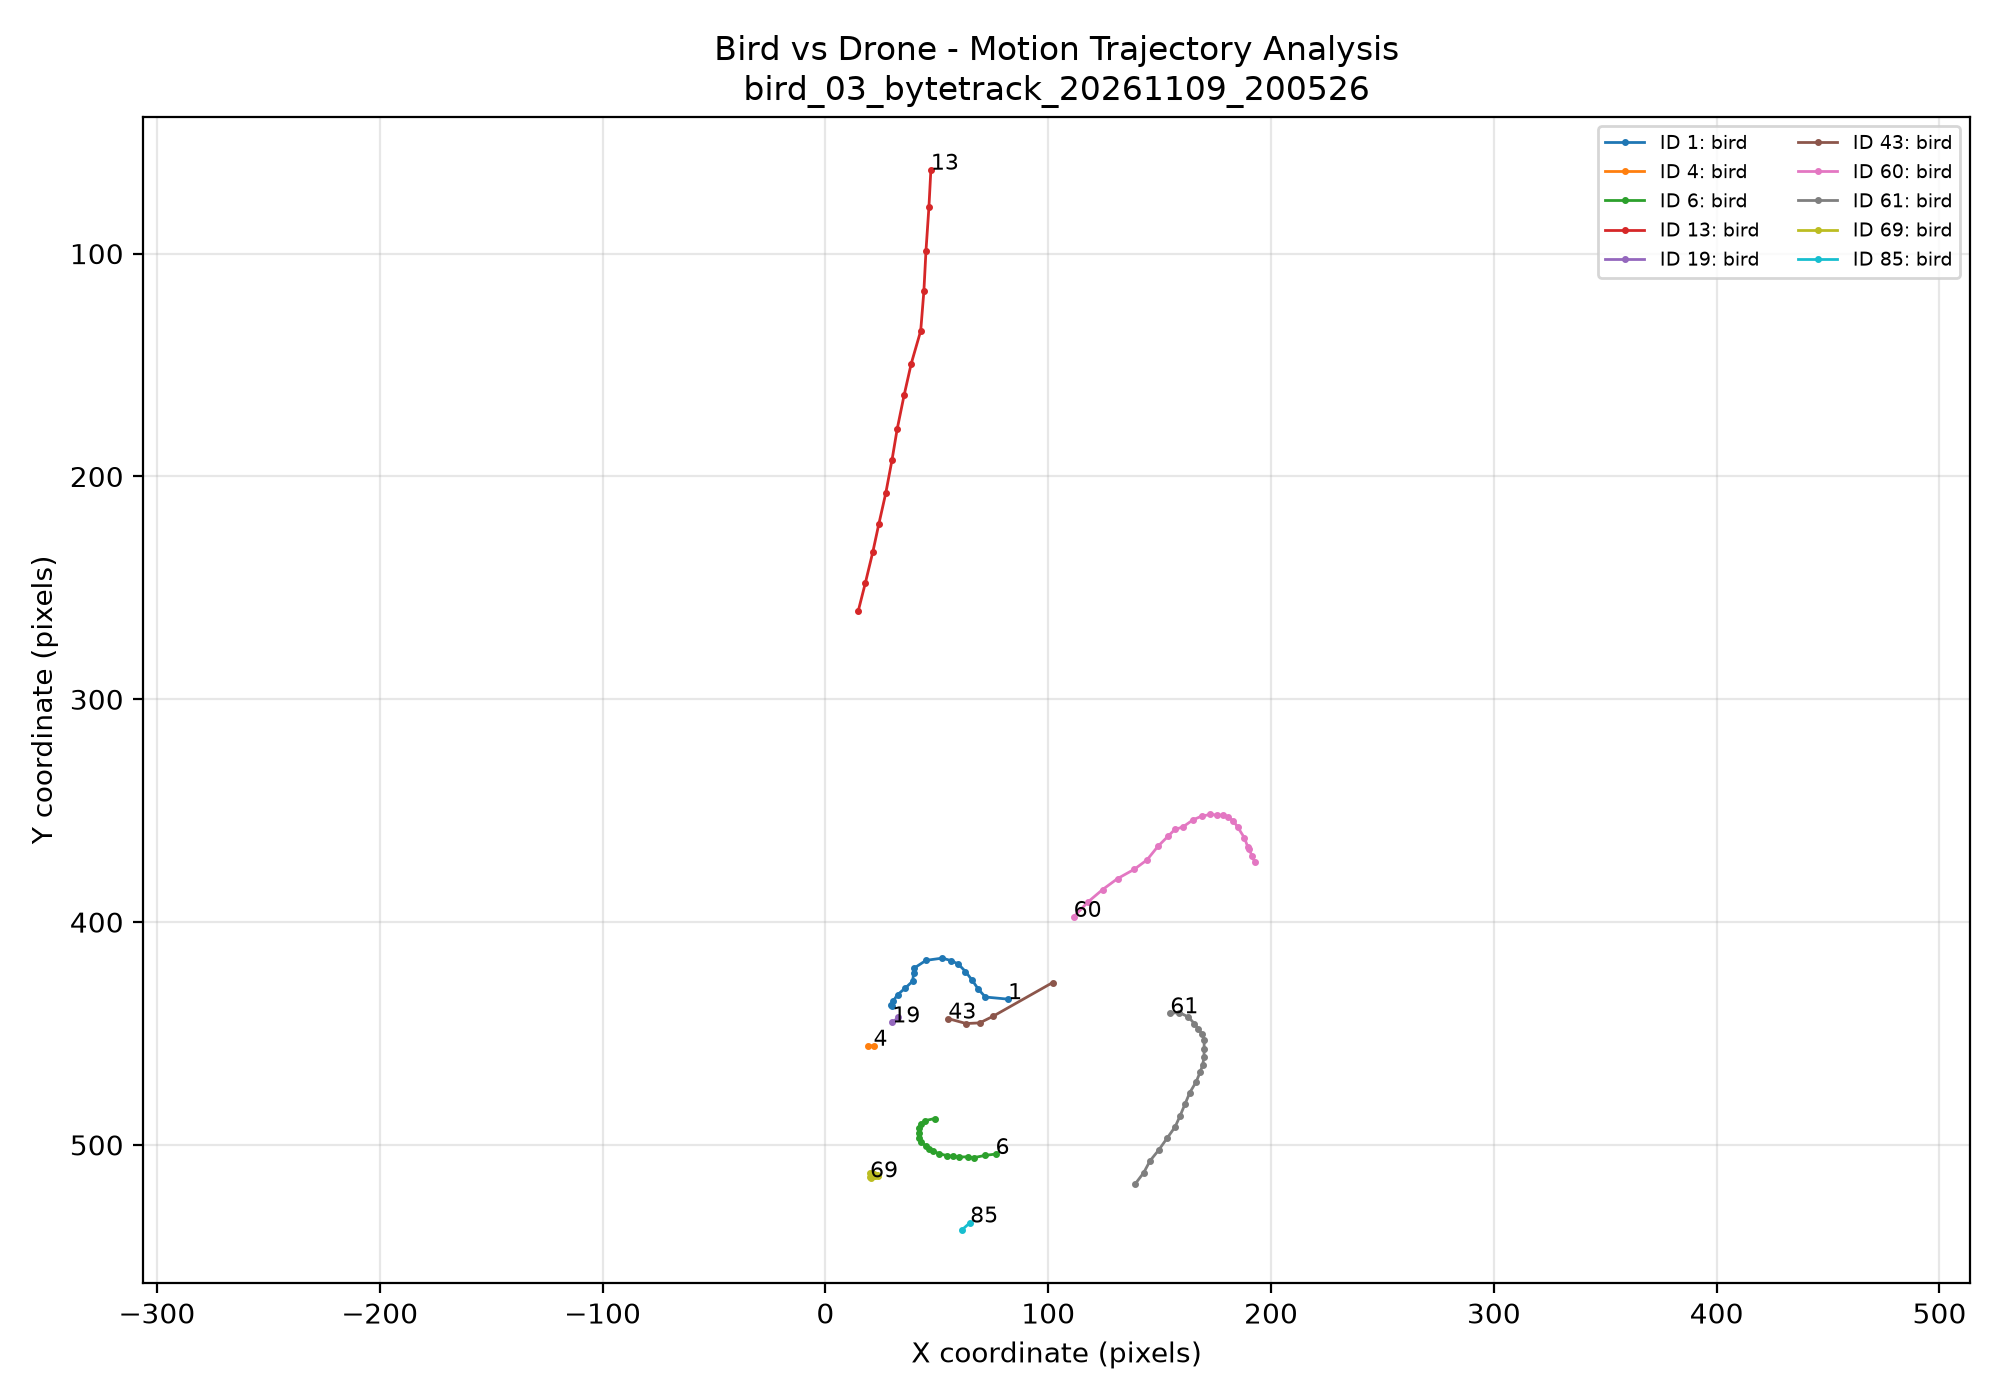 Bird vs Drone - Motion Trajectory Analysis
bird_03_bytetrack_20261109_200526
ID 1: bird
ID 4: bird
ID 6: bird
ID 13: bird
ID 19: bird
ID 43: bird
ID 60: bird
ID 61: bird
ID 69: bird
ID 85: bird
Y coordinate (pixels)
100
200
300
400
500
13
60
1
43
19
61
4
6
69
85
−300
−200
−100
0
100
200
300
400
500
X coordinate (pixels)